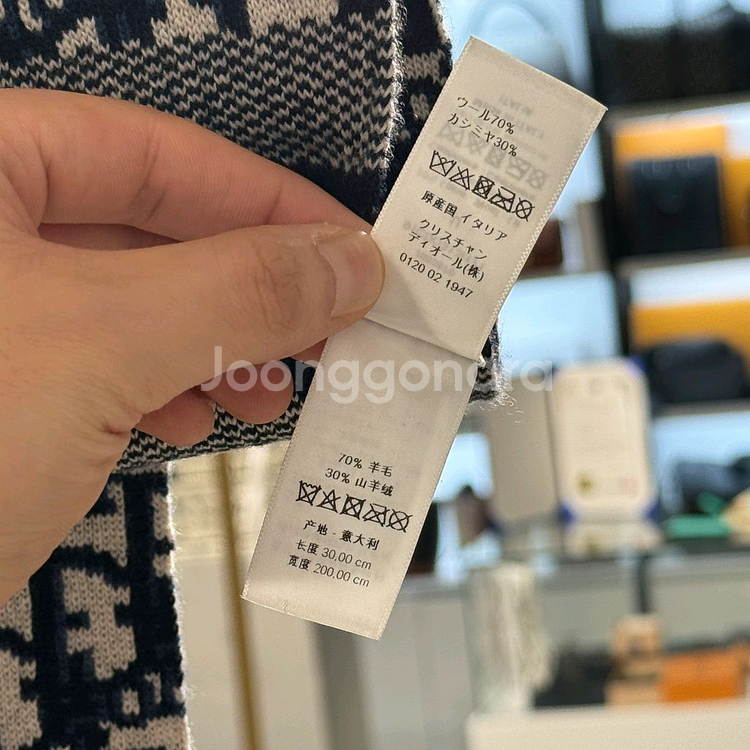 ウール70%
カシミヤ30%
原産国 イタリア
クリスチャン
ディオール(株)
0120 02 1947
Joonggonara
70% 羊毛
30% 山羊绒
产地 - 意大利
长度 30,00 cm
宽度 200,00 cm